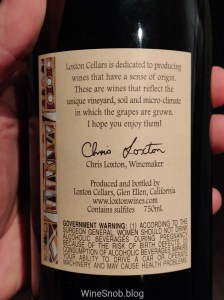 Loxton Cellars is dedicated to producing
wines that have a sense of origin.
These are wines that reflect the
unique vineyard, soil and micro-climate
in which the grapes are grown.
I hope you enjoy them!
Chris Loxton
Chris Loxton, Winemaker
Produced and bottled by
Loxton Cellars, Glen Ellen, California
www.loxtonwines.com
Contains sulfites 750ml
GOVERNMENT WARNING: (1) ACCORDING TO THE
SURGEON GENERAL, WOMEN SHOULD NOT DRINK
ALCOHOLIC BEVERAGES DURING PREGNANCY
BECAUSE OF THE RISK OF BIRTH DEFECTS. (2)
CONSUMPTION OF ALCOHOLIC BEVERAGES IMPAIRS
YOUR ABILITY TO DRIVE A CAR OR OPERATE
MACHINERY, AND MAY CAUSE HEALTH PROBLEMS.
WineSnob.blog